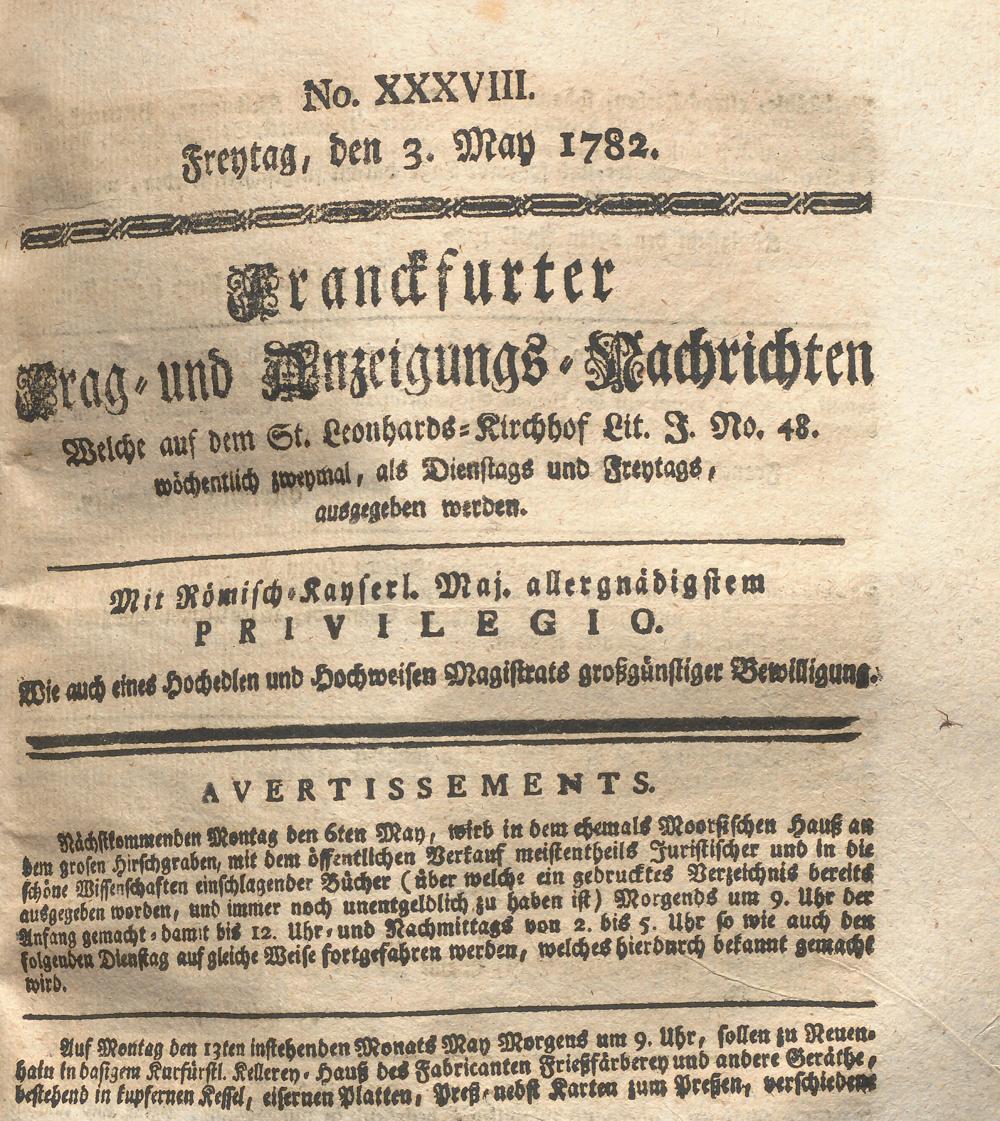 No. XXXVIII.
Freytag, den 3. May 1782.
Franckfurter
Frag- und Anzeigungs-Nachrichten
Welche auf dem St. Leonhards-Kirchhof Lit. J. No. 48.
wöchentlich zweymal, als Dienstags und Freytags,
ausgegeben werden.
Mit Römisch-Kayserl. Maj. allergnädigstem
PRIVILEGIO.
Wie auch eines Hochedlen und Hochweisen Magistrats großgünstiger Bewilligung.
AVERTISSEMENTS.
Nächstkommenden Montag den 6ten May, wird in dem ehemals Moorsischen Hauß an
dem grosen Hirschgraben, mit dem öffentlichen Verkauf meistentheils Juristischer und in die
schöne Wissenschaften einschlagender Bücher (über welche ein gedrucktes Verzeichnis bereits
ausgegeben worden, und immer noch unentgeldlich zu haben ist) Morgends um 9. Uhr der
Anfang gemacht, damit bis 12. Uhr, und Nachmittags von 2. bis 5. Uhr so wie auch den
folgenden Dienstag auf gleiche Weise fortgefahren werden, welches hierdurch bekannt gemacht
wird.
Auf Montag den 13ten instehenden Monats May Morgens um 9. Uhr, sollen zu Neuen-
hain in dasigem Kurfürstl. Kellerey-Hauß des Fabricanten Frießfärberey und andere Geräthe,
bestehend in kupfernen Kessel, eisernen Platten, Preß, nebst Karten zum Preßen, verschiedene